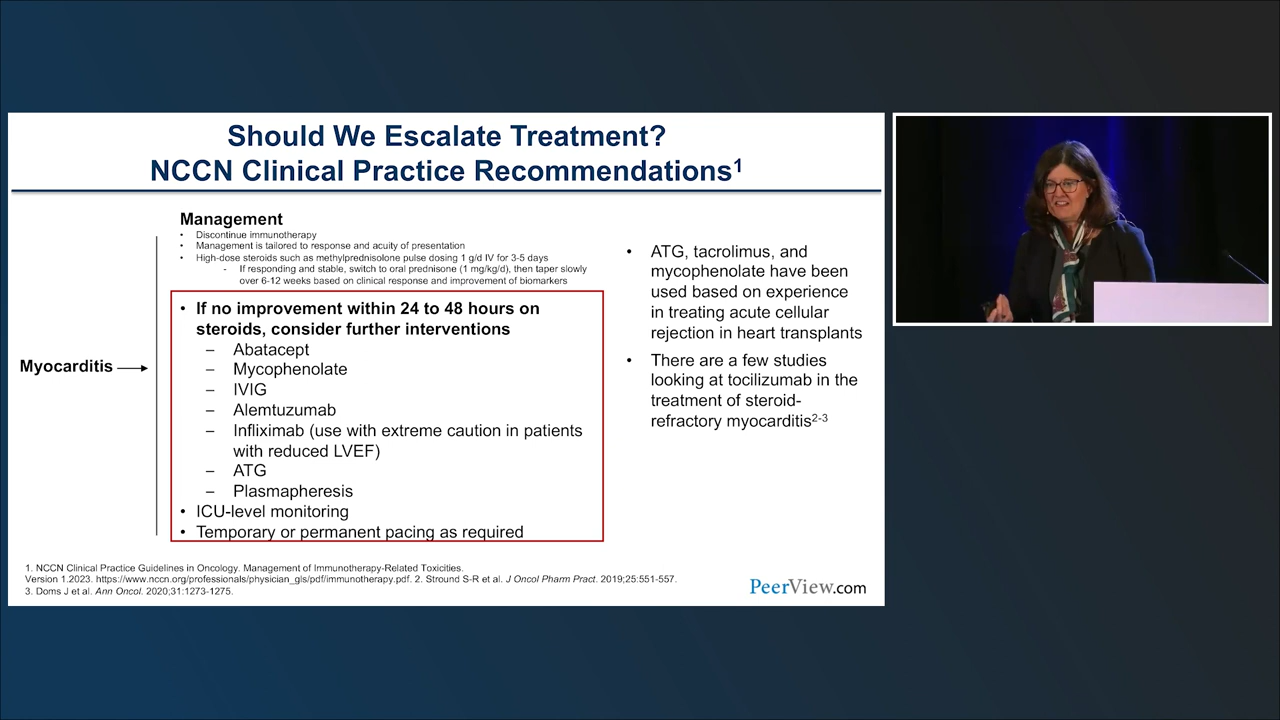 Should We Escalate Treatment?
NCCN Clinical Practice Recommendations1
Management
• Discontinue immunotherapy
• Management is tailored to response and acuity of presentation
• High-dose steroids such as methylprednisolone pulse dosing 1 g/d IV for 3-5 days
- If responding and stable, switch to oral prednisone (1 mg/kg/d), then taper slowly
over 6-12 weeks based on clinical response and improvement of biomarkers
Myocarditis
• If no improvement within 24 to 48 hours on
steroids, consider further interventions
– Abatacept
– Mycophenolate
– IVIG
– Alemtuzumab
– Infliximab (use with extreme caution in patients
with reduced LVEF)
– ATG
– Plasmapheresis
• ICU-level monitoring
• Temporary or permanent pacing as required
• ATG, tacrolimus, and
mycophenolate have been
used based on experience
in treating acute cellular
rejection in heart transplants
• There are a few studies
looking at tocilizumab in the
treatment of steroid-
refractory myocarditis2-3
1. NCCN Clinical Practice Guidelines in Oncology. Management of Immunotherapy-Related Toxicities.
Version 1.2023. https://www.nccn.org/professionals/physician_gls/pdf/immunotherapy.pdf. 2. Stround S-R et al. J Oncol Pharm Pract. 2019;25:551-557.
3. Doms J et al. Ann Oncol. 2020;31:1273-1275.
PeerView.com